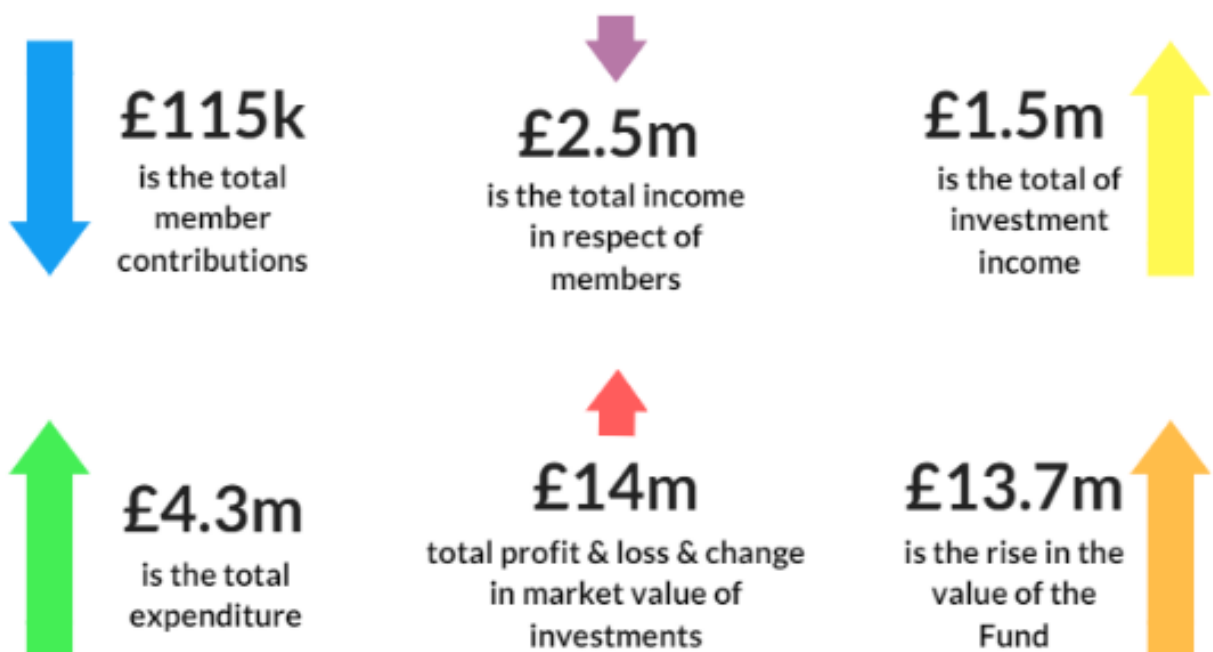 £115k
is the total
member
contributions
£2.5m
is the total income
in respect of
members
£1.5m
is the total of
investment
income
£4.3m
is the total
expenditure
£14m
total profit & loss & change
in market value of
investments
£13.7m
is the rise in the
value of the
Fund